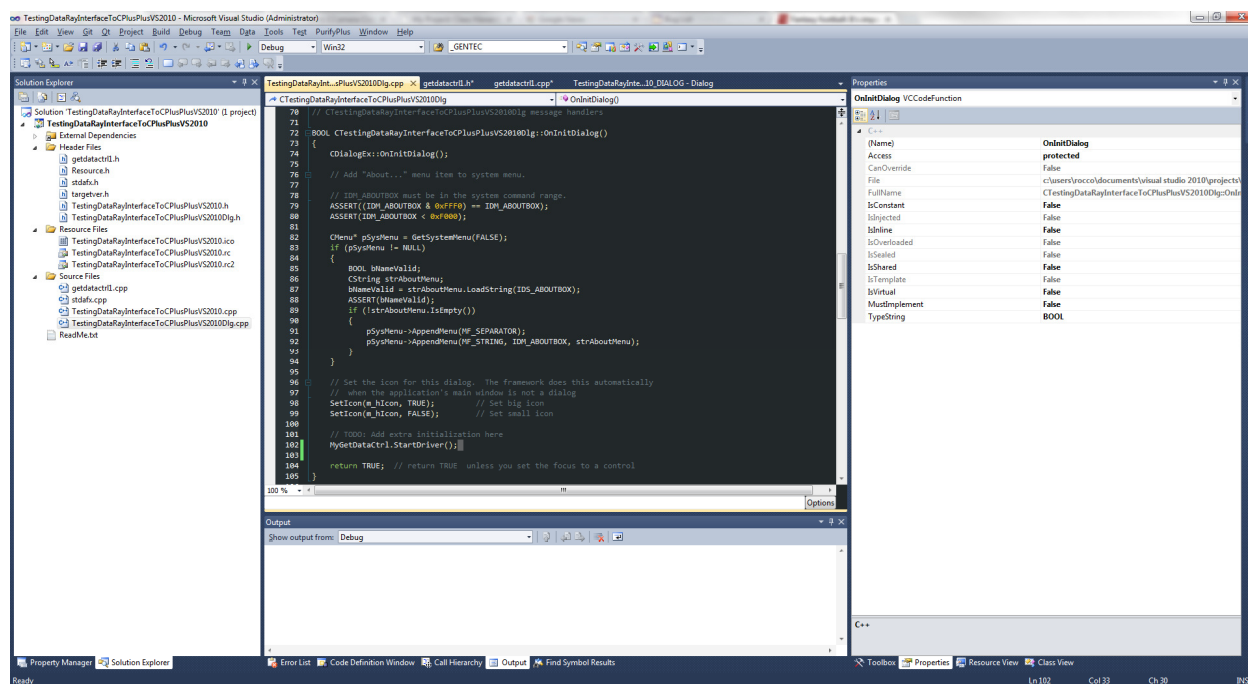 TestingDataRayInterfaceToCPlusPlusVS2010 - Microsoft Visual Studio (Administrator)
File Edit View Git Qt Project Build Debug Team Data Tools Test PurifyPlus Window Help
Debug Win32 _GENTEC
Solution Explorer
Solution 'TestingDataRayInterfaceToCPlusPlusVS2010' (1 project)
TestingDataRayInterfaceToCPlusPlusVS2010
External Dependencies
Header Files
getdatactrl1.h
Resource.h
stdafx.h
targetver.h
TestingDataRayInterfaceToCPlusPlusVS2010.h
TestingDataRayInterfaceToCPlusPlusVS2010Dlg.h
Resource Files
TestingDataRayInterfaceToCPlusPlusVS2010.ico
TestingDataRayInterfaceToCPlusPlusVS2010.rc
TestingDataRayInterfaceToCPlusPlusVS2010.rc2
Source Files
getdatactrl1.cpp
stdafx.cpp
TestingDataRayInterfaceToCPlusPlusVS2010.cpp
TestingDataRayInterfaceToCPlusPlusVS2010Dlg.cpp
ReadMe.txt
Property Manager Solution Explorer
TestingDataRayInt...sPlusVS2010Dlg.cpp getdatactrl1.h* getdatactrl1.cpp* TestingDataRayInte...10_DIALOG - Dialog
CTestingDataRayInterfaceToCPlusPlusVS2010Dlg OnInitDialog()
70 // CTestingDataRayInterfaceToCPlusPlusVS2010Dlg message handlers
71
72 BOOL CTestingDataRayInterfaceToCPlusPlusVS2010Dlg::OnInitDialog()
73 {
74 CDialogEx::OnInitDialog();
75
76 // Add "About..." menu item to system menu.
77
78 // IDM_ABOUTBOX must be in the system command range.
79 ASSERT((IDM_ABOUTBOX & 0xFFF0) == IDM_ABOUTBOX);
80 ASSERT(IDM_ABOUTBOX < 0xF000);
81
82 CMenu* pSysMenu = GetSystemMenu(FALSE);
83 if (pSysMenu != NULL)
84 {
85 BOOL bNameValid;
86 CString strAboutMenu;
87 bNameValid = strAboutMenu.LoadString(IDS_ABOUTBOX);
88 ASSERT(bNameValid);
89 if (!strAboutMenu.IsEmpty())
90 {
91 pSysMenu->AppendMenu(MF_SEPARATOR);
92 pSysMenu->AppendMenu(MF_STRING, IDM_ABOUTBOX, strAboutMenu);
93 }
94 }
95
96 // Set the icon for this dialog. The framework does this automatically
97 // when the application's main window is not a dialog
98 SetIcon(m_hIcon, TRUE); // Set big icon
99 SetIcon(m_hIcon, FALSE); // Set small icon
100
101 // TODO: Add extra initialization here
102 MyGetDataCtrl.StartDriver();
103
104 return TRUE; // return TRUE unless you set the focus to a control
105 }
100 %
Options
Output
Show output from: Debug
Error List Code Definition Window Call Hierarchy Output Find Symbol Results
Properties
OnInitDialog VCCodeFunction
C++
(Name) OnInitDialog
Access protected
CanOverride False
File c:\users\rocco\documents\visual studio 2010\projects\
FullName CTestingDataRayInterfaceToCPlusPlusVS2010Dlg::OnIn
IsConstant False
IsInjected False
IsInline False
IsOverloaded False
IsSealed False
IsShared False
IsTemplate False
IsVirtual False
MustImplement False
TypeString BOOL
C++
Toolbox Properties Resource View Class View
Ready Ln 102 Col 33 Ch 30 INS